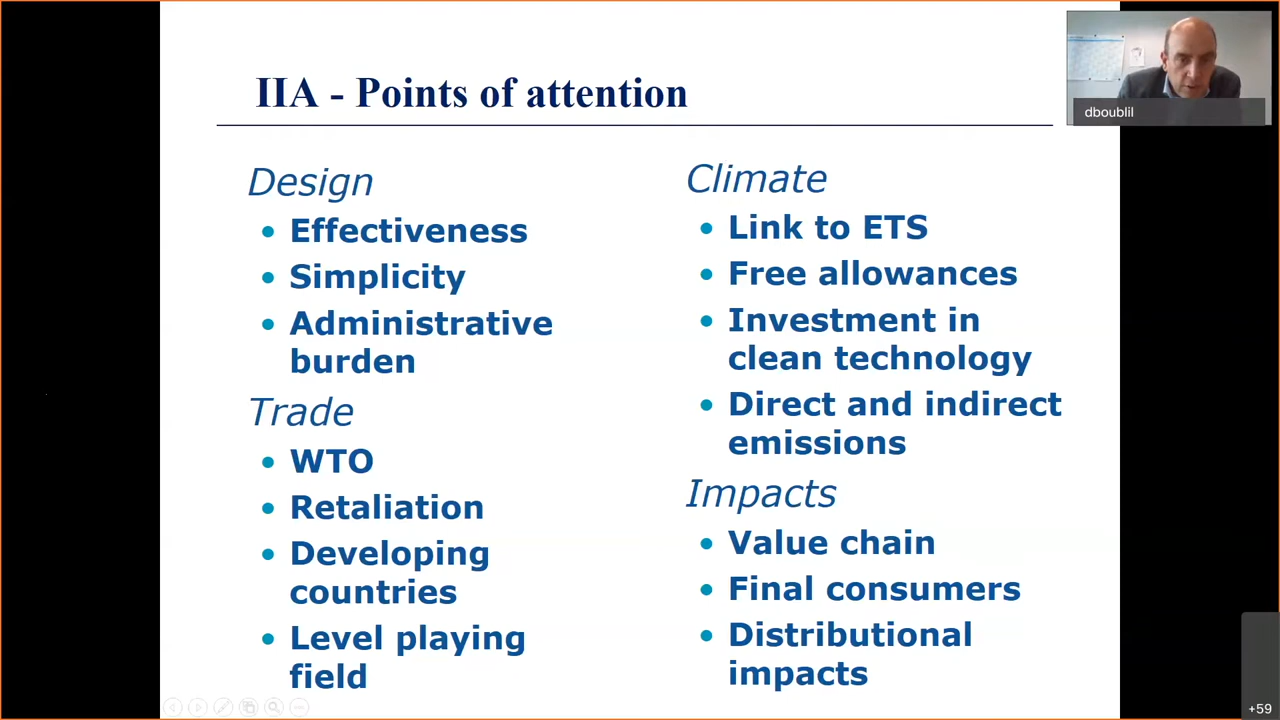 IIA - Points of attention
Design
• Effectiveness
• Simplicity
• Administrative
burden
Trade
• WTO
• Retaliation
• Developing
countries
• Level playing
field
Climate
• Link to ETS
• Free allowances
• Investment in
clean technology
• Direct and indirect
emissions
Impacts
• Value chain
• Final consumers
• Distributional
impacts
dboublil
+59